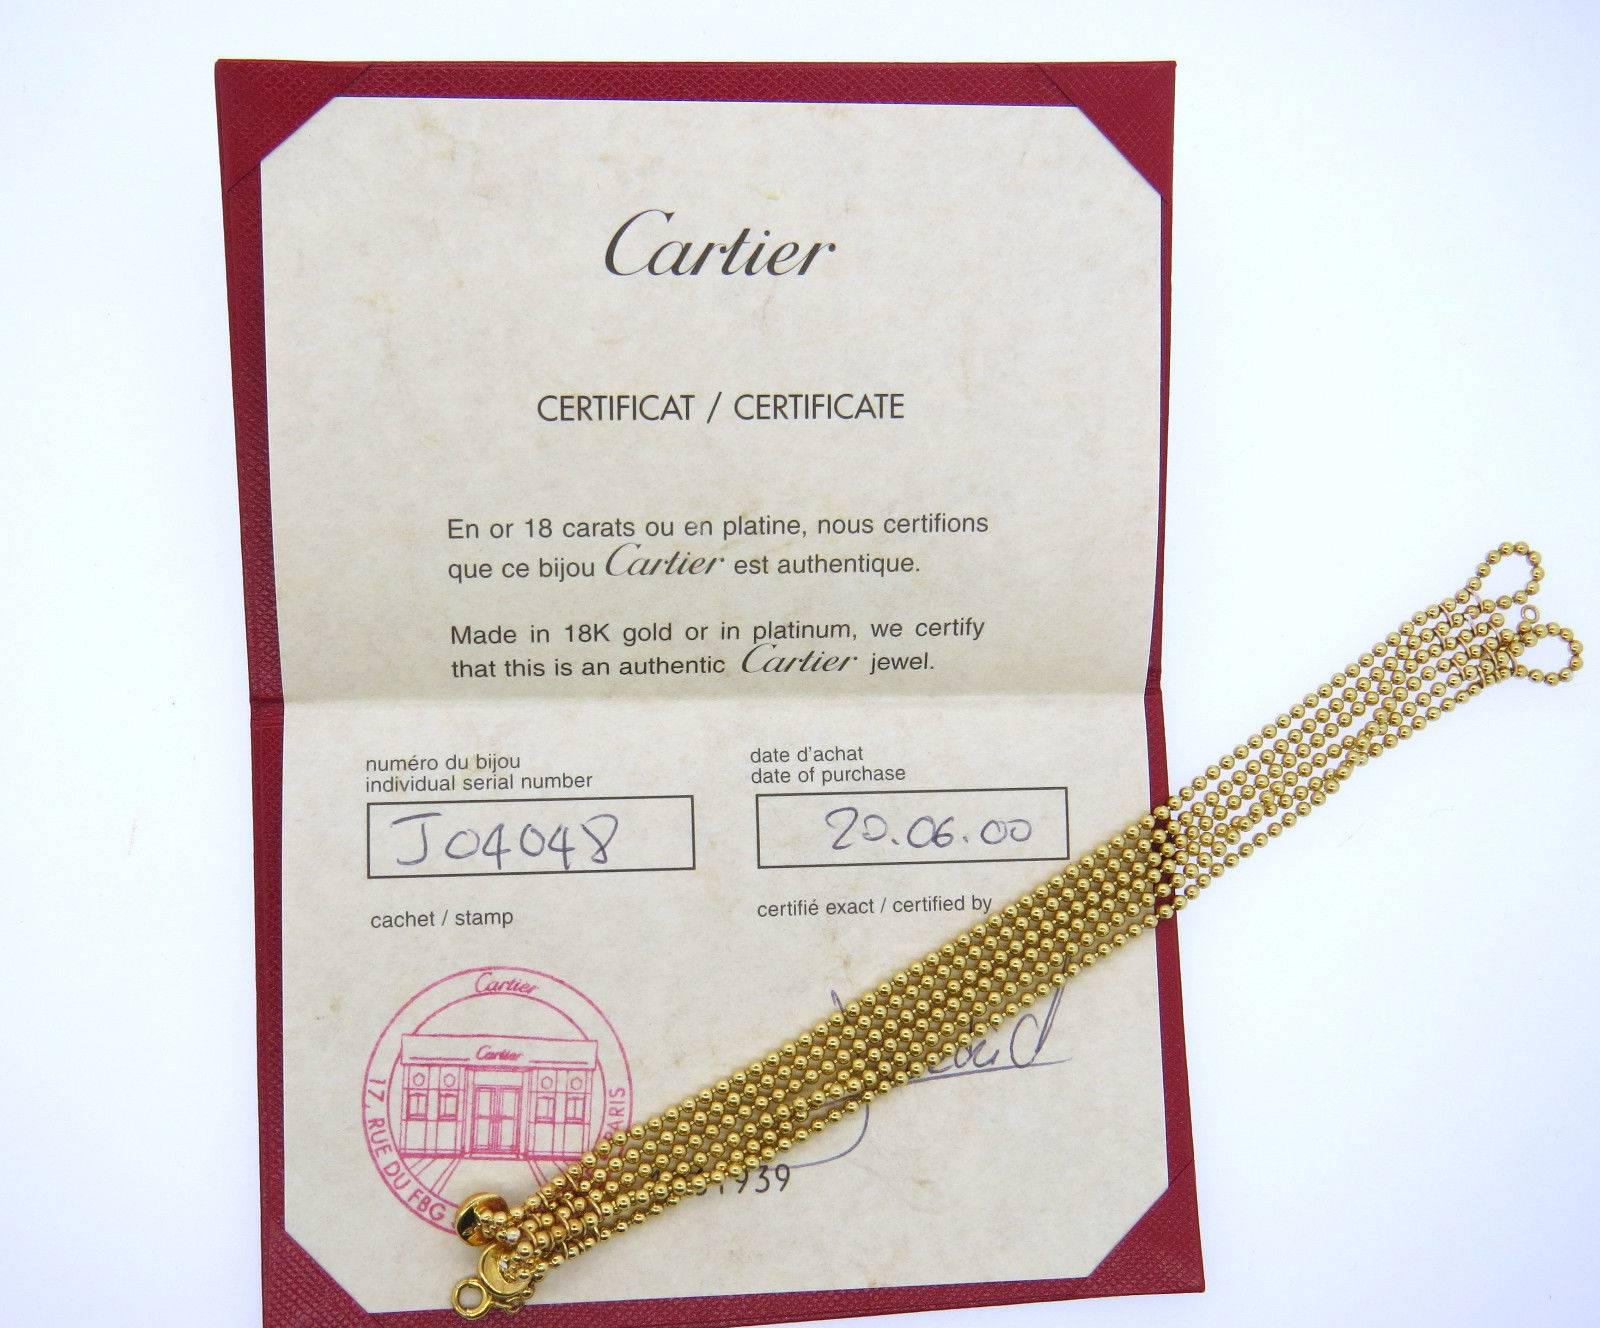 Cartier
CERTIFICAT / CERTIFICATE
En or 18 carats ou en platine, nous certifions
que ce bijou Cartier est authentique.
Made in 18K gold or in platinum, we certify
that this is an authentic Cartier jewel.
numéro du bijou
individual serial number
J04048
date d'achat
date of purchase
20.06.00
cachet / stamp
certifié exact / certified by
Cartier
Cartier
17, RUE DU FBG
PARIS
1939